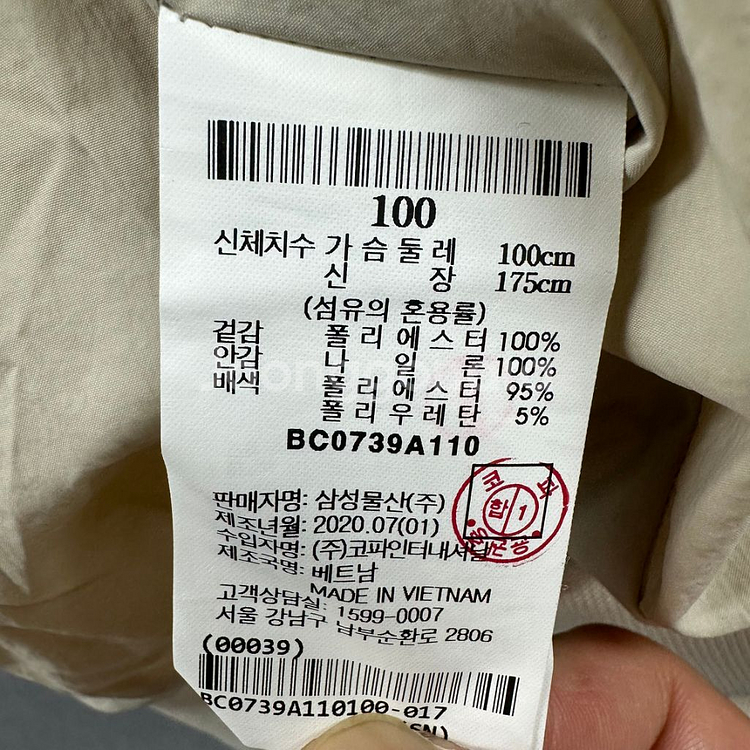 100
신체치수 가슴둘레 100cm
신장 175cm
(섬유의 혼용률)
겉감 폴리에스터 100%
안감 나일론 100%
배색 폴리에스터 95%
폴리우레탄 5%
BC0739A110
판매자명: 삼성물산(주)
제조년월: 2020.07(01)
수입자명: (주)코파인터내셔널
제조국명: 베트남
MADE IN VIETNAM
고객상담실: 1599-0007
서울 강남구 남부순환로 2806
(00039)
BC0739A110100-017
합 1